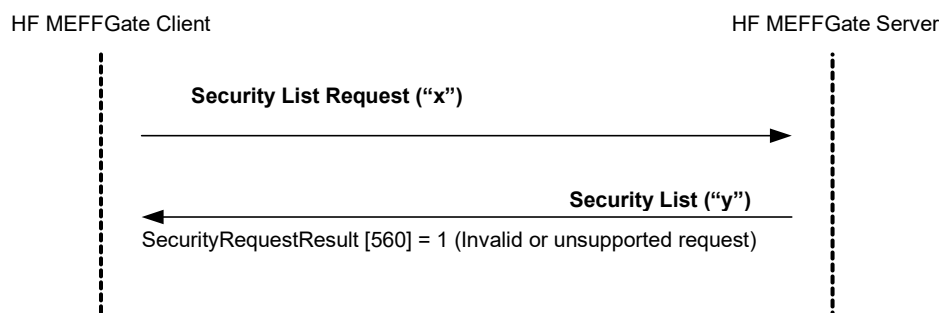 HF MEFFGate Client
HF MEFFGate Server
Security List Request (“x”)
Security List (“y”)
SecurityRequestResult [560] = 1 (Invalid or unsupported request)